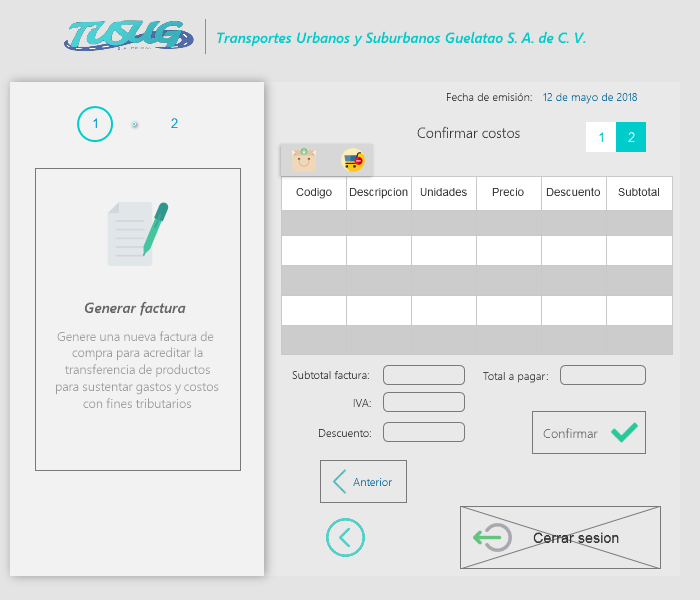 TUSUG
Transportes Urbanos y Suburbanos Guelatao S. A. de C. V.
1
2
Generar factura
Genere una nueva factura de
compra para acreditar la
transferencia de productos
para sustentar gastos y costos
con fines tributarios
Fecha de emisión: 12 de mayo de 2018
Confirmar costos
1 2
Codigo Descripcion Unidades Precio Descuento Subtotal
Subtotal factura:
Total a pagar:
IVA:
Descuento:
Confirmar
Anterior
Cerrar sesion